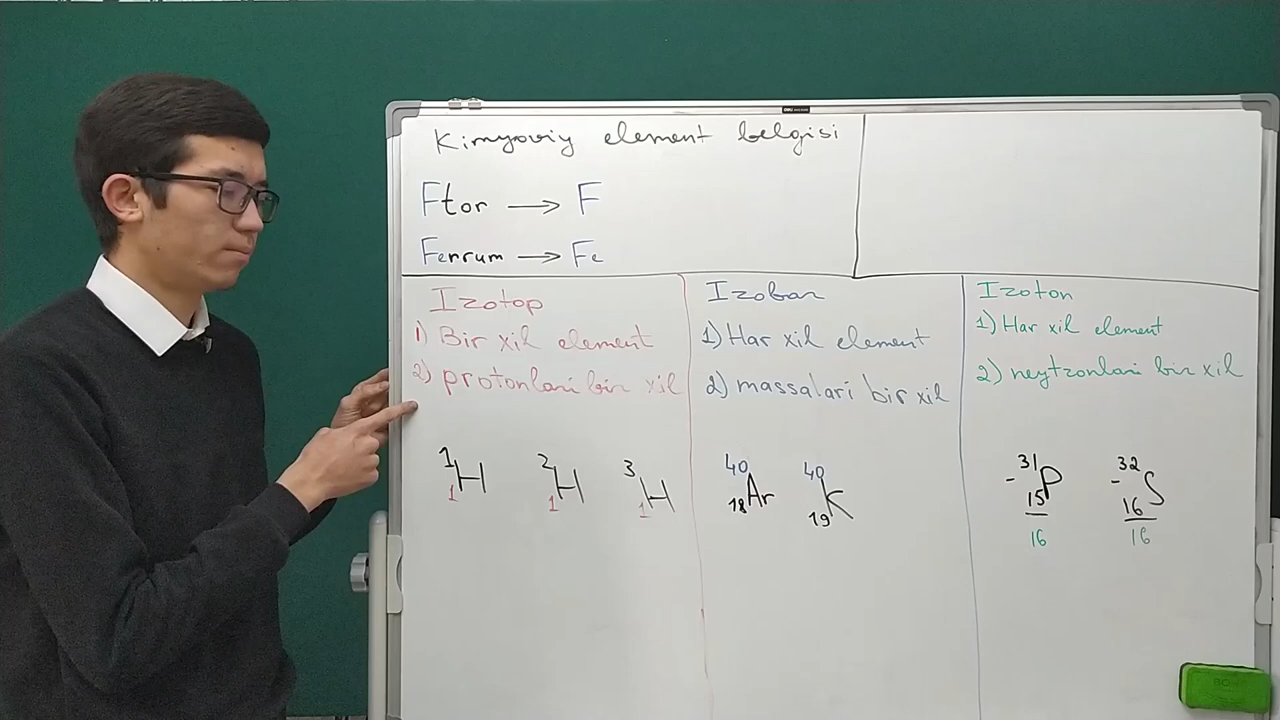 Kimyoviy element belgisi
Ftor → F
Ferrum → Fe
Izotop
1) Bir xil element
2) protonlari bir xil
¹₁H ²₁H ³₁H
Izobar
1) Har xil element
2) massalari bir xil
⁴⁰₁₈Ar ⁴⁰₁₉K
Izoton
1) Har xil element
2) neytronlari bir xil
- ³¹₁₅P - ³²₁₆S
16 16